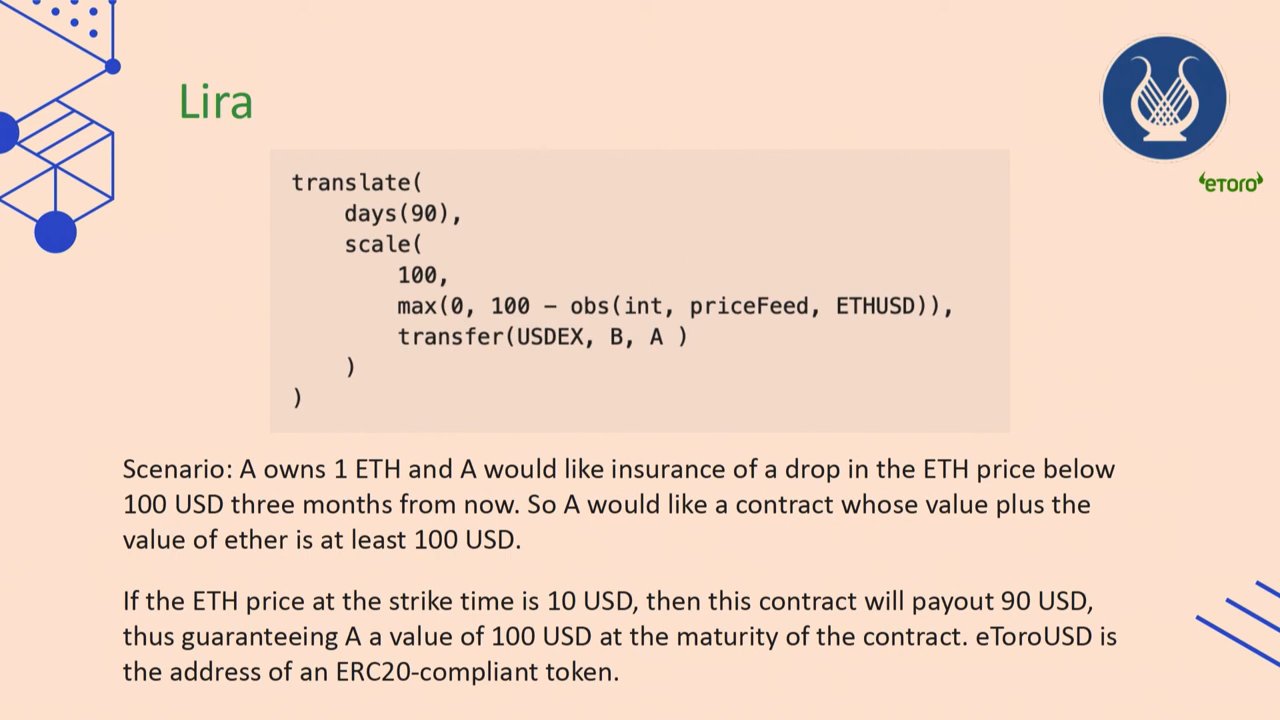 Lira
eToro
translate(
    days(90),
    scale(
        100,
        max(0, 100 – obs(int, priceFeed, ETHUSD)),
        transfer(USDEX, B, A )
    )
)
Scenario: A owns 1 ETH and A would like insurance of a drop in the ETH price below
100 USD three months from now. So A would like a contract whose value plus the
value of ether is at least 100 USD.
If the ETH price at the strike time is 10 USD, then this contract will payout 90 USD,
thus guaranteeing A a value of 100 USD at the maturity of the contract. eToroUSD is
the address of an ERC20-compliant token.